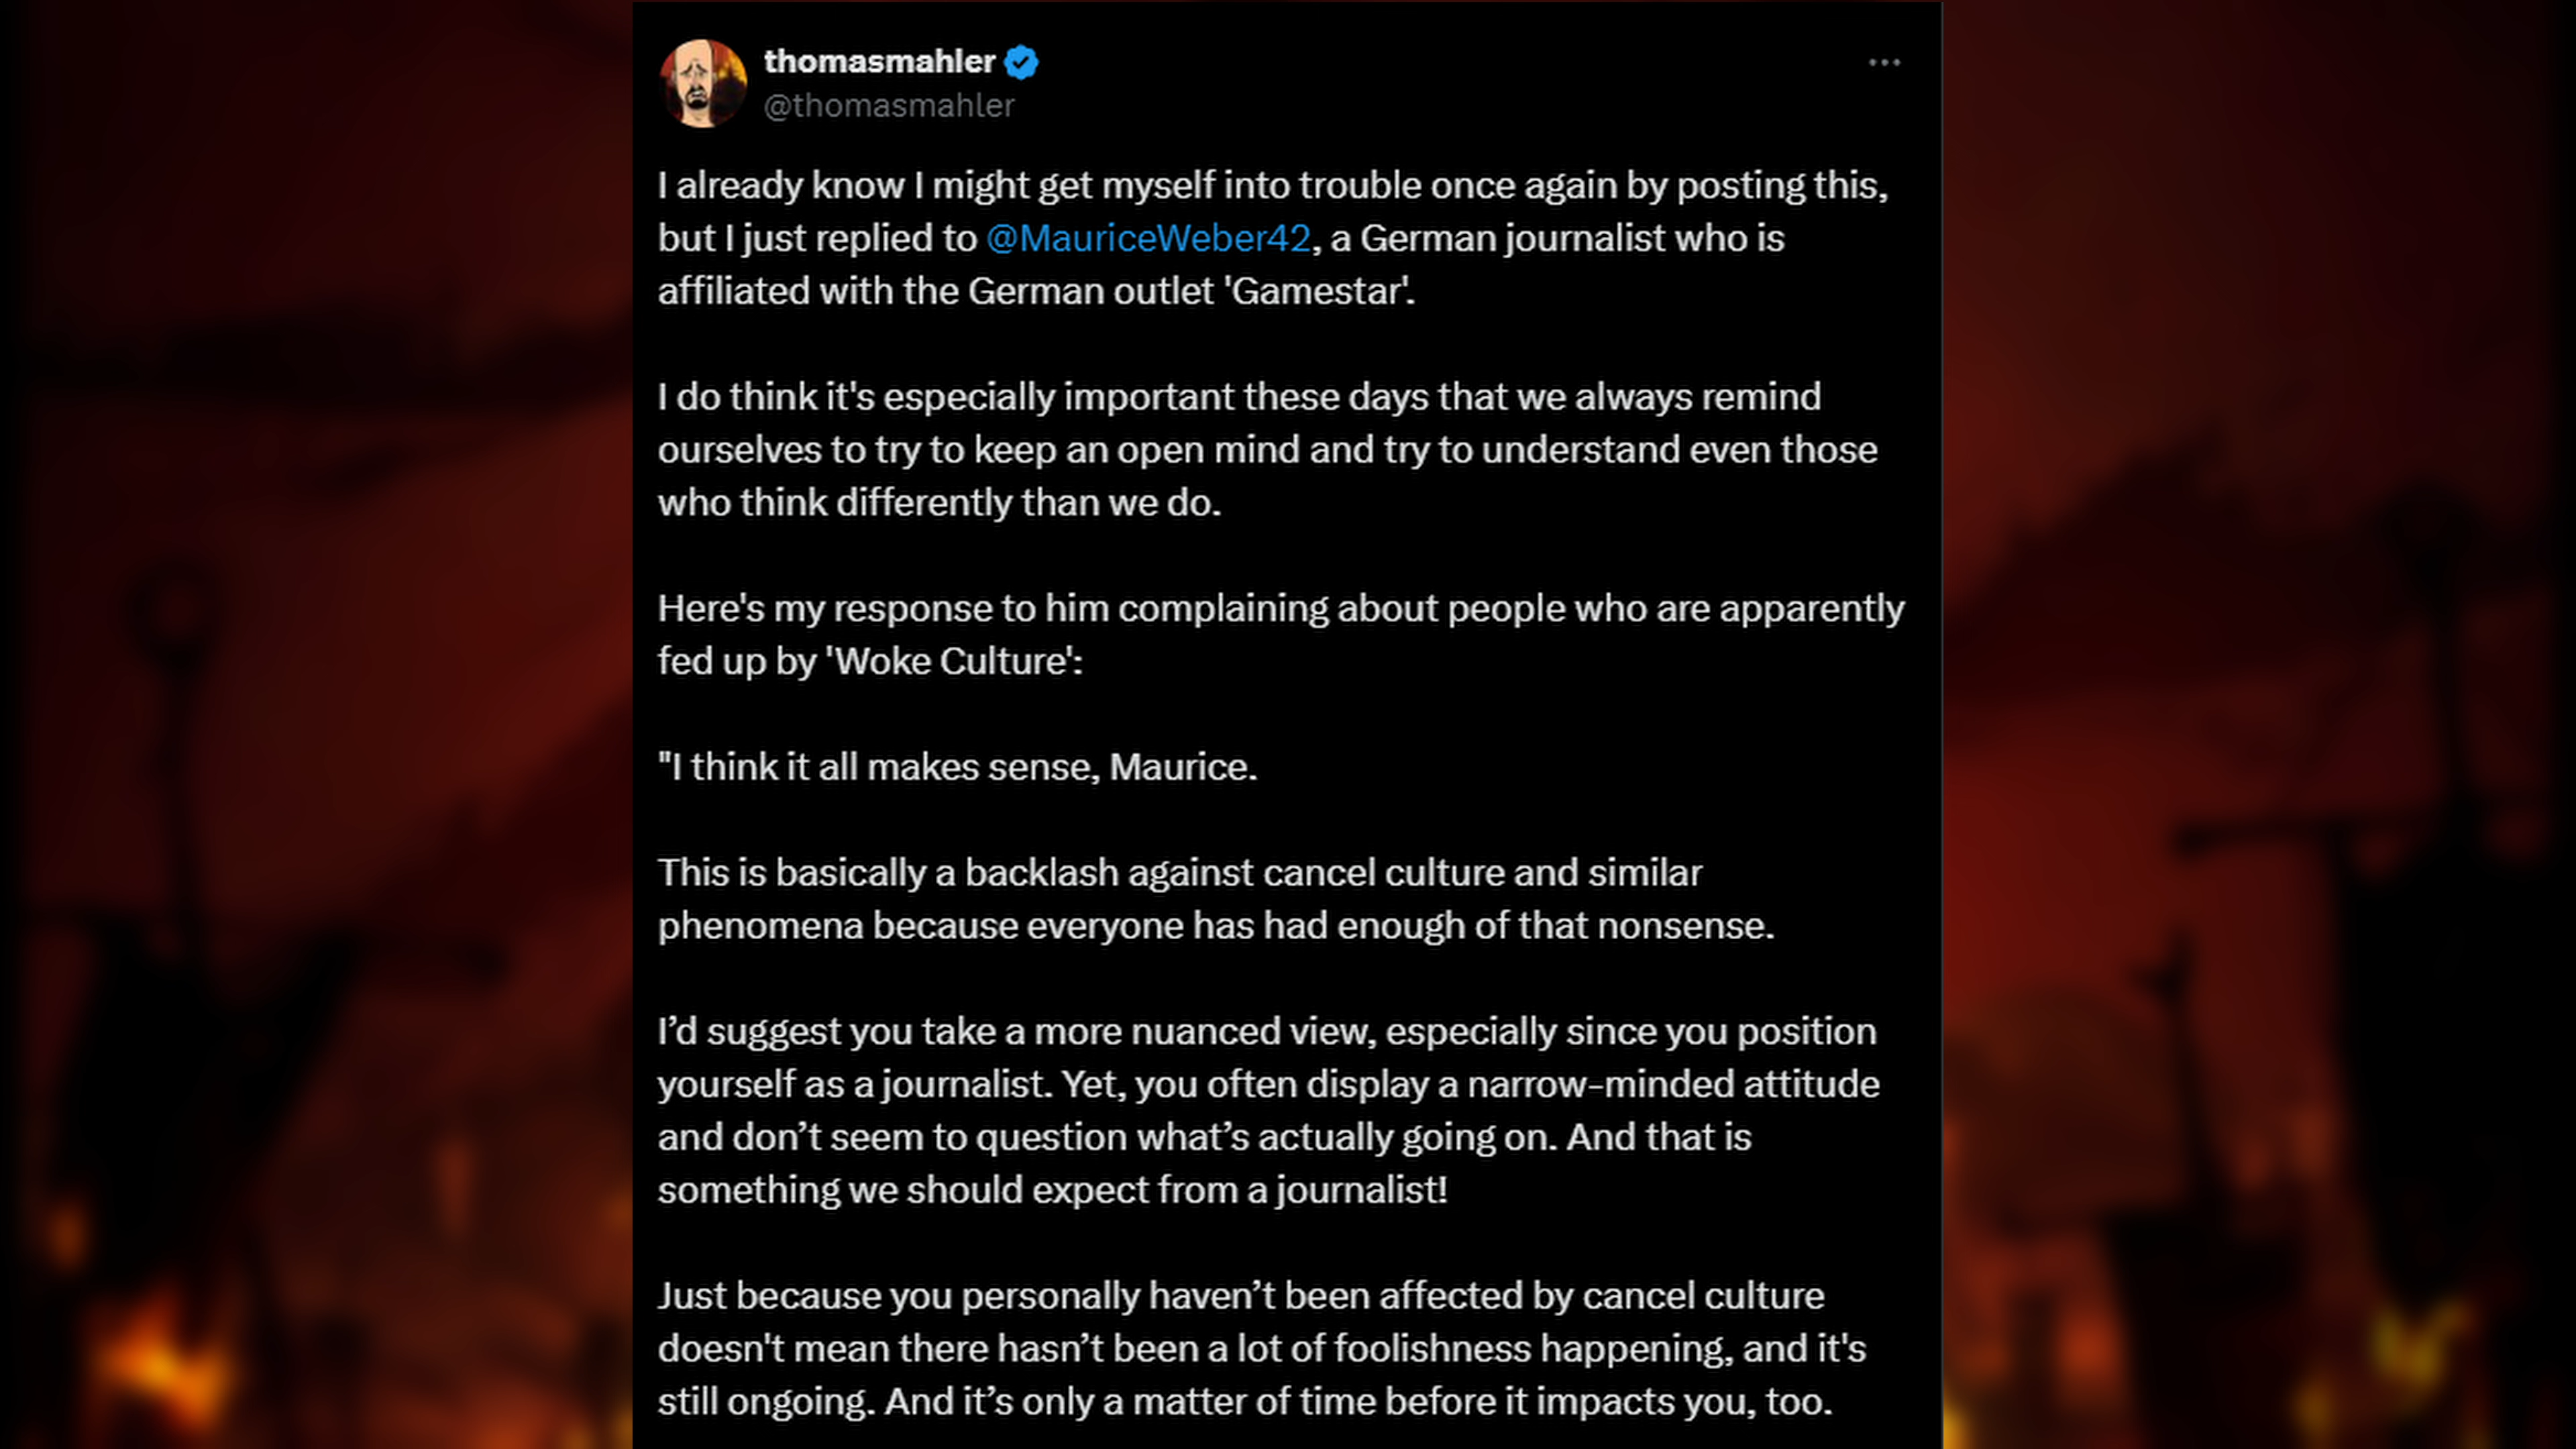 thomasmahler
@thomasmahler
I already know I might get myself into trouble once again by posting this,
but I just replied to @MauriceWeber42, a German journalist who is
affiliated with the German outlet 'Gamestar'.
I do think it's especially important these days that we always remind
ourselves to try to keep an open mind and try to understand even those
who think differently than we do.
Here's my response to him complaining about people who are apparently
fed up by 'Woke Culture':
"I think it all makes sense, Maurice.
This is basically a backlash against cancel culture and similar
phenomena because everyone has had enough of that nonsense.
I’d suggest you take a more nuanced view, especially since you position
yourself as a journalist. Yet, you often display a narrow-minded attitude
and don’t seem to question what’s actually going on. And that is
something we should expect from a journalist!
Just because you personally haven’t been affected by cancel culture
doesn't mean there hasn’t been a lot of foolishness happening, and it's
still ongoing. And it’s only a matter of time before it impacts you, too.